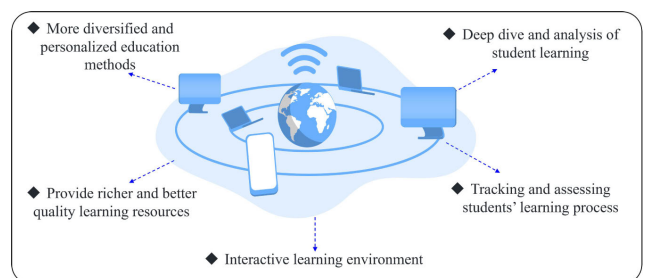 ◆ More diversified and
personalized education
methods
◆ Deep dive and analysis of
student learning
◆ Provide richer and better
quality learning resources
◆ Tracking and assessing
students’ learning process
◆ Interactive learning environment